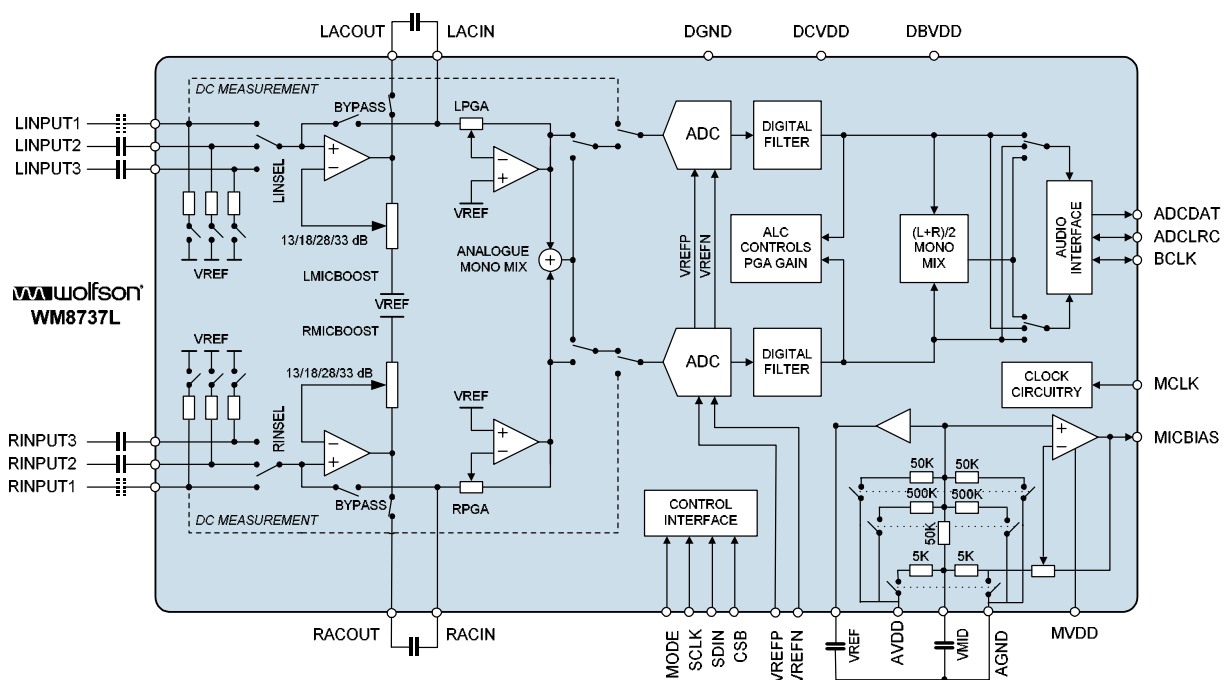 LACOUT
LACIN
DGND
DCVDD
DBVDD
DC MEASUREMENT
BYPASS
LPGA
LINPUT1
LINPUT2
LINPUT3
LINSEL
VREF
13/18/28/33 dB
VREF
LMICBOOST
VREF
RMICBOOST
13/18/28/33 dB
ANALOGUE
MONO MIX
ADC
DIGITAL
FILTER
VREFP
VREFN
ALC
CONTROLS
PGA GAIN
(L+R)/2
MONO
MIX
AUDIO
INTERFACE
ADCDAT
ADCLRC
BCLK
wolfson
WM8737L
VREF
VREF
ADC
DIGITAL
FILTER
CLOCK
CIRCUITRY
MCLK
RINPUT3
RINPUT2
RINPUT1
RINSEL
BYPASS
RPGA
DC MEASUREMENT
CONTROL
INTERFACE
MICBIAS
50K
50K
500K
500K
50K
5K
5K
RACOUT
RACIN
MODE
SCLK
SDIN
CSB
VREFP
VREFN
VREF
AVDD
VMID
AGND
MVDD